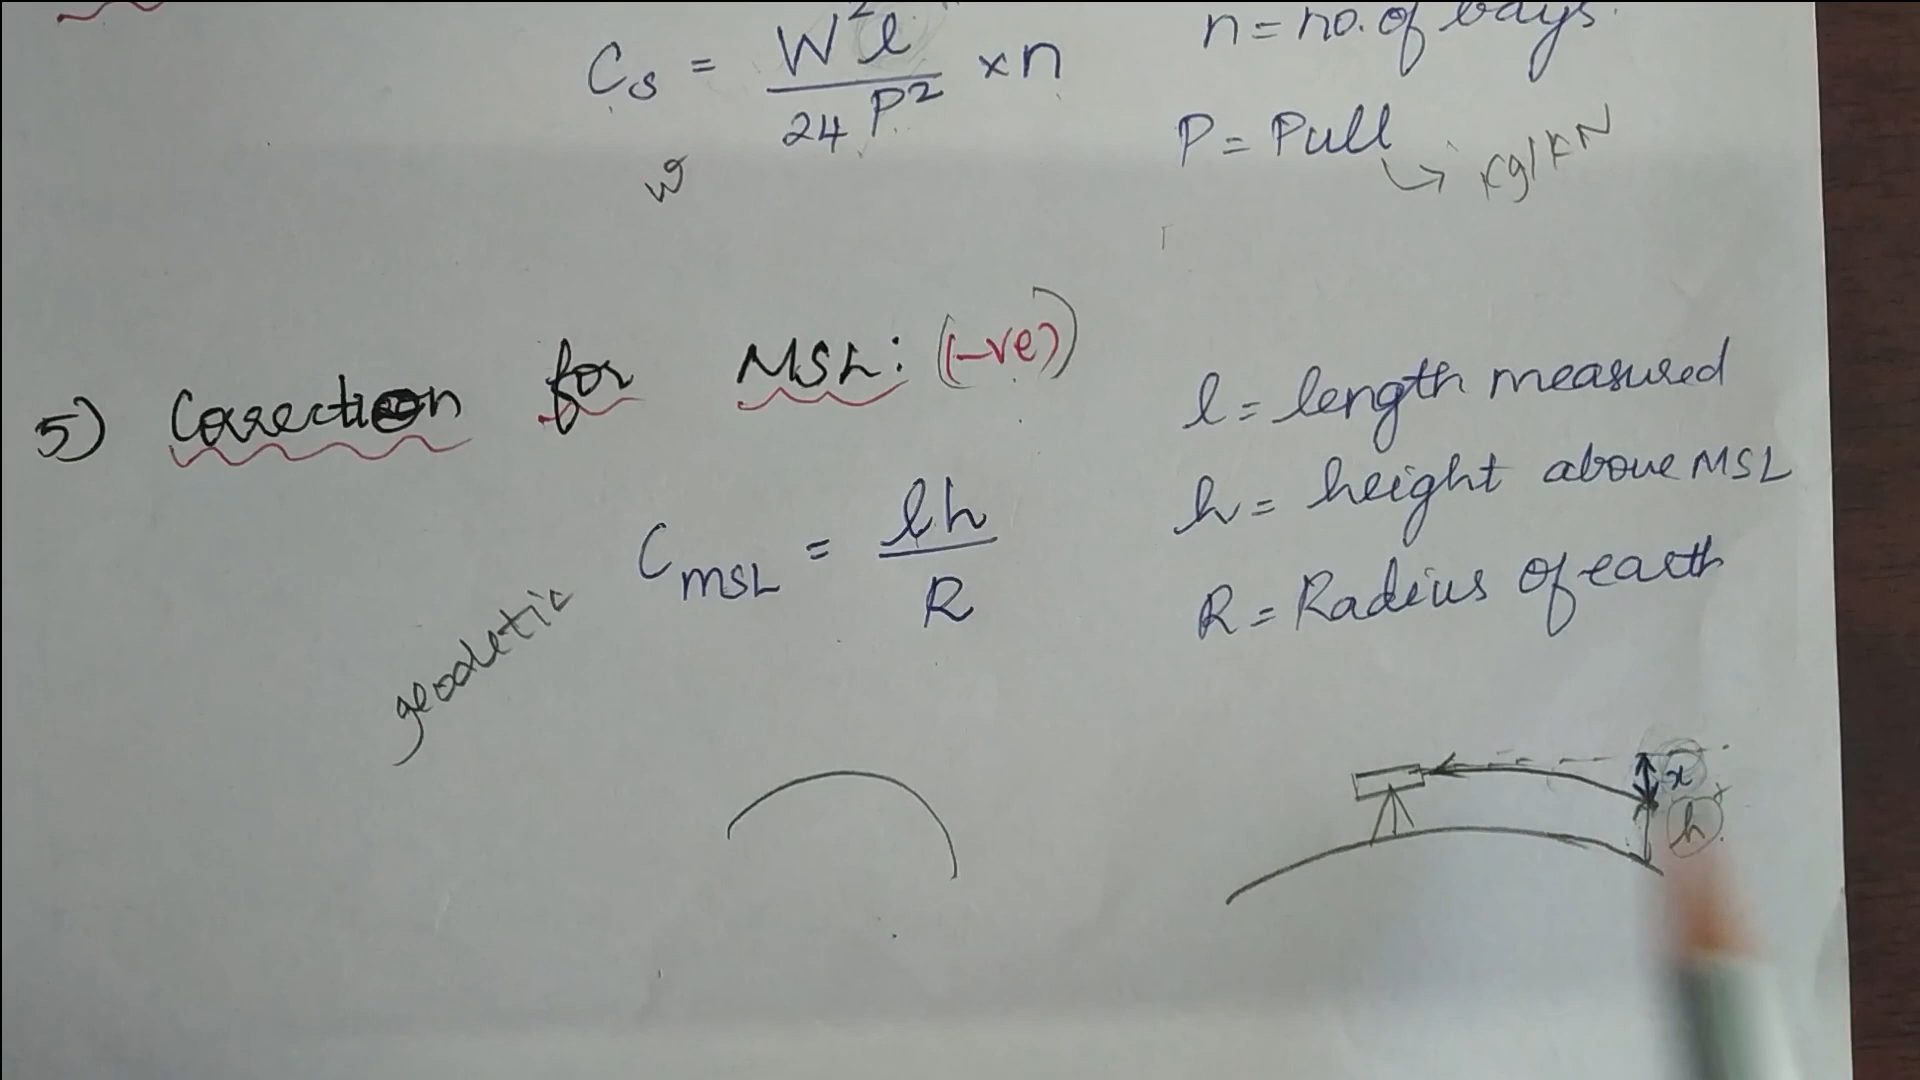 n = no. of bays.
Cs = W²l / 24 P² × n
P = Pull → Kg/KN
W
5) Correction for MSL: (-ve)
l = length measured
h = height above MSL
CMSL = lh / R
R = Radius of earth
geodetic
x
h